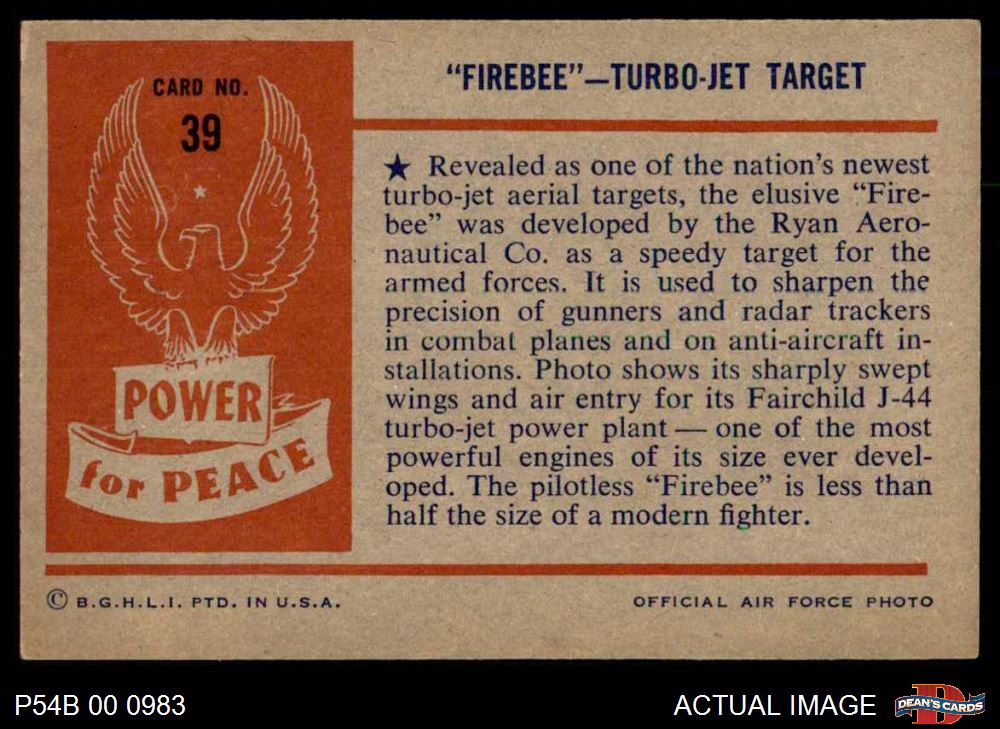 CARD NO.
39
POWER
for PEACE
"FIREBEE"—TURBO-JET TARGET
★ Revealed as one of the nation's newest
turbo-jet aerial targets, the elusive "Fire-
bee" was developed by the Ryan Aero-
nautical Co. as a speedy target for the
armed forces. It is used to sharpen the
precision of gunners and radar trackers
in combat planes and on anti-aircraft in-
stallations. Photo shows its sharply swept
wings and air entry for its Fairchild J-44
turbo-jet power plant — one of the most
powerful engines of its size ever devel-
oped. The pilotless "Firebee" is less than
half the size of a modern fighter.
© B.G.H.L.I. PTD. IN U.S.A.
OFFICIAL AIR FORCE PHOTO
P54B 00 0983
ACTUAL IMAGE
D
DEAN'S CARDS